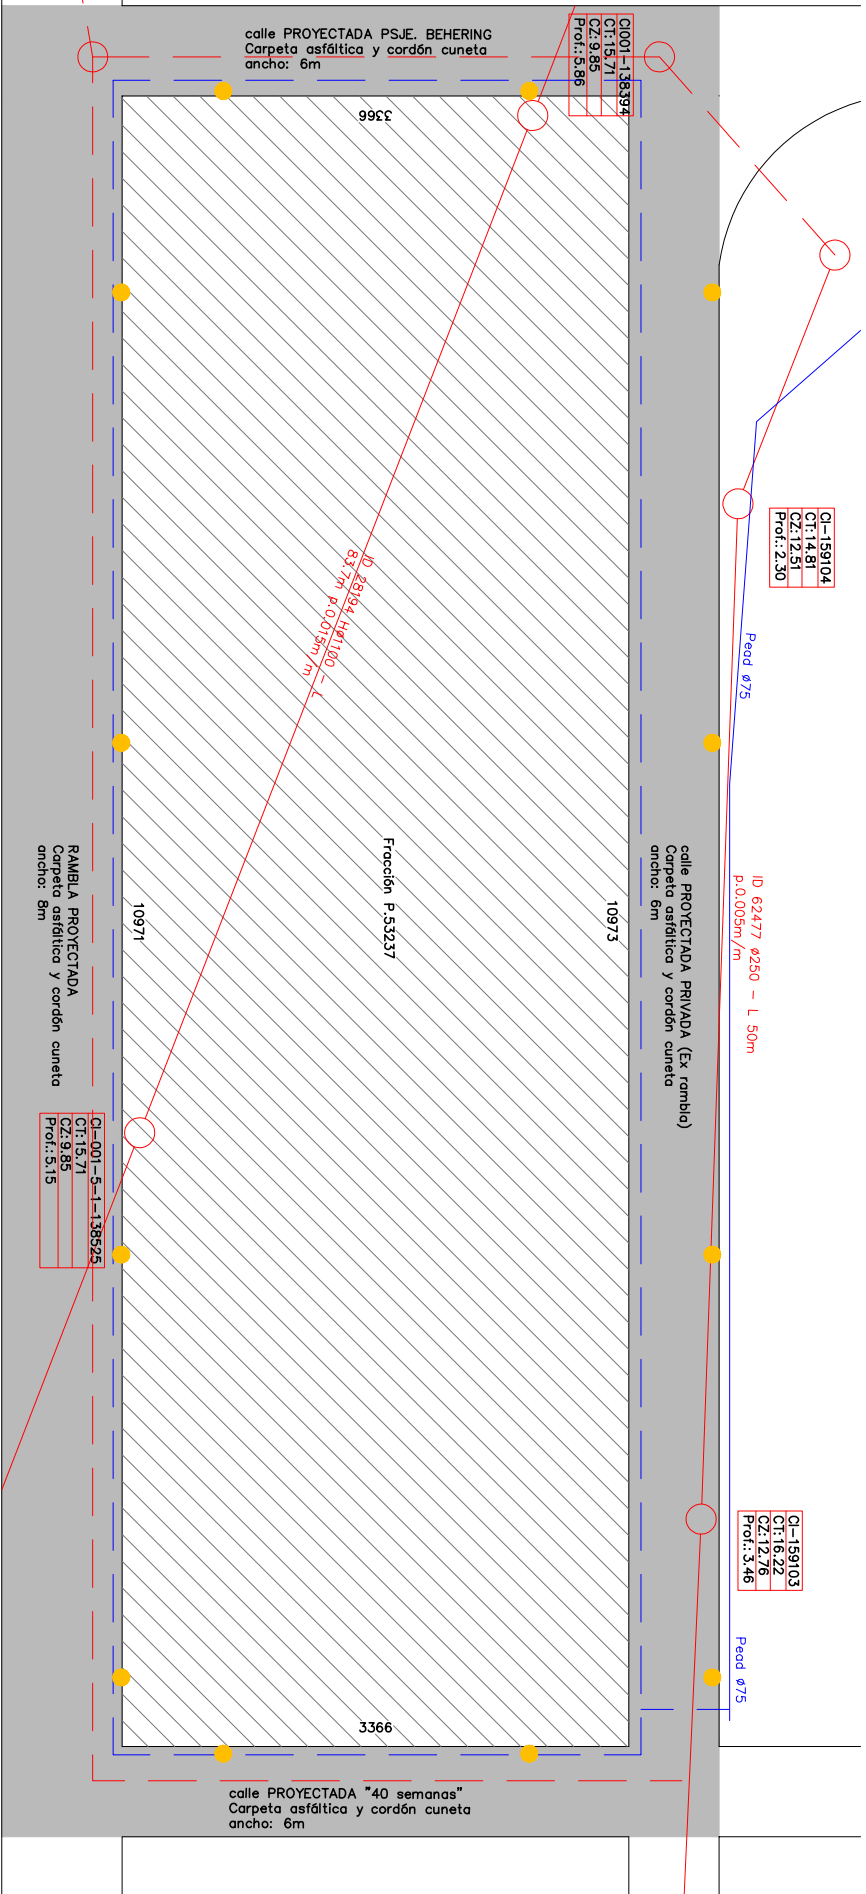 calle PROYECTADA PSJE. BEHERING
Carpeta asfáltica y cordón cuneta
ancho: 6m
CI001-138394
CT:15.71
CZ:9.85
Prof.:5.86
3366
CI-159104
CT:14.81
CZ:12.51
Prof.:2.30
Pead ø75
ID 28194 Hø1100 - L
83.7m p.0.015m/m
Fracción P.53237
10971
10973
calle PROYECTADA PRIVADA (Ex rambla)
Carpeta asfáltica y cordón cuneta
ancho: 6m
ID 62477 ø250 - L 50m
p.0.005m/m
RAMBLA PROYECTADA
Carpeta asfáltica y cordón cuneta
ancho: 8m
CI-001-5-1-138525
CT:15.71
CZ:9.85
Prof.:5.15
CI-159103
CT:16.22
CZ:12.76
Prof.:3.46
Pead ø75
3366
calle PROYECTADA "40 semanas"
Carpeta asfáltica y cordón cuneta
ancho: 6m